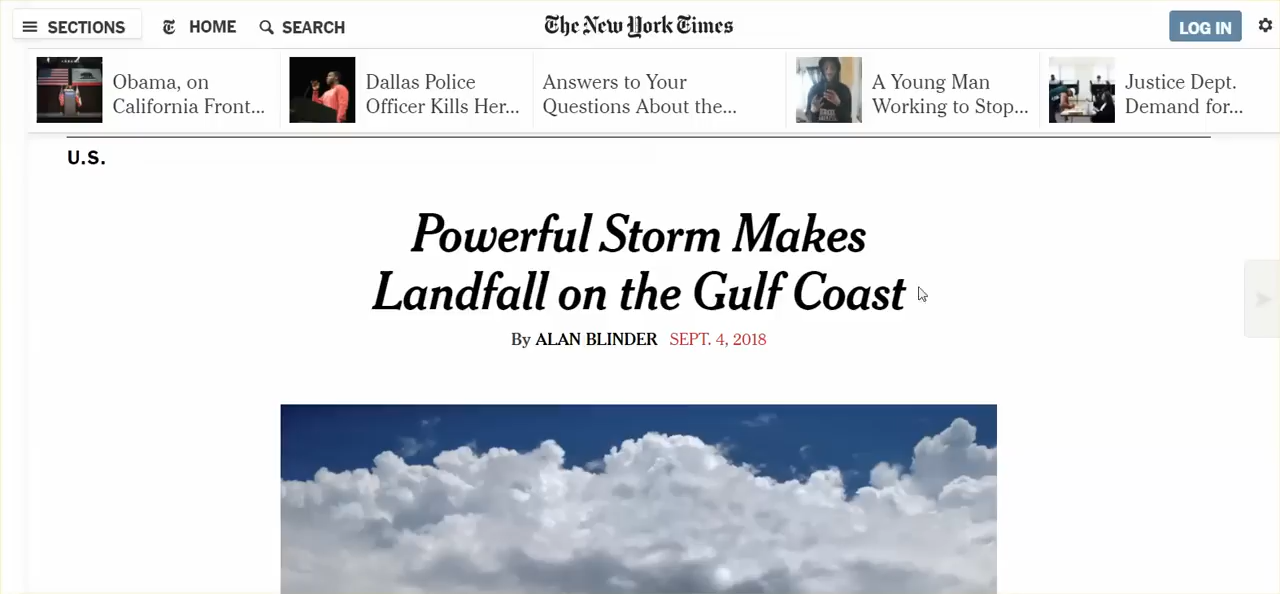 SECTIONS HOME SEARCH The New York Times LOG IN
Obama, on
California Front...
Dallas Police
Officer Kills Her...
Answers to Your
Questions About the...
A Young Man
Working to Stop...
Justice Dept.
Demand for...
U.S.
Powerful Storm Makes
Landfall on the Gulf Coast
By ALAN BLINDER SEPT. 4, 2018